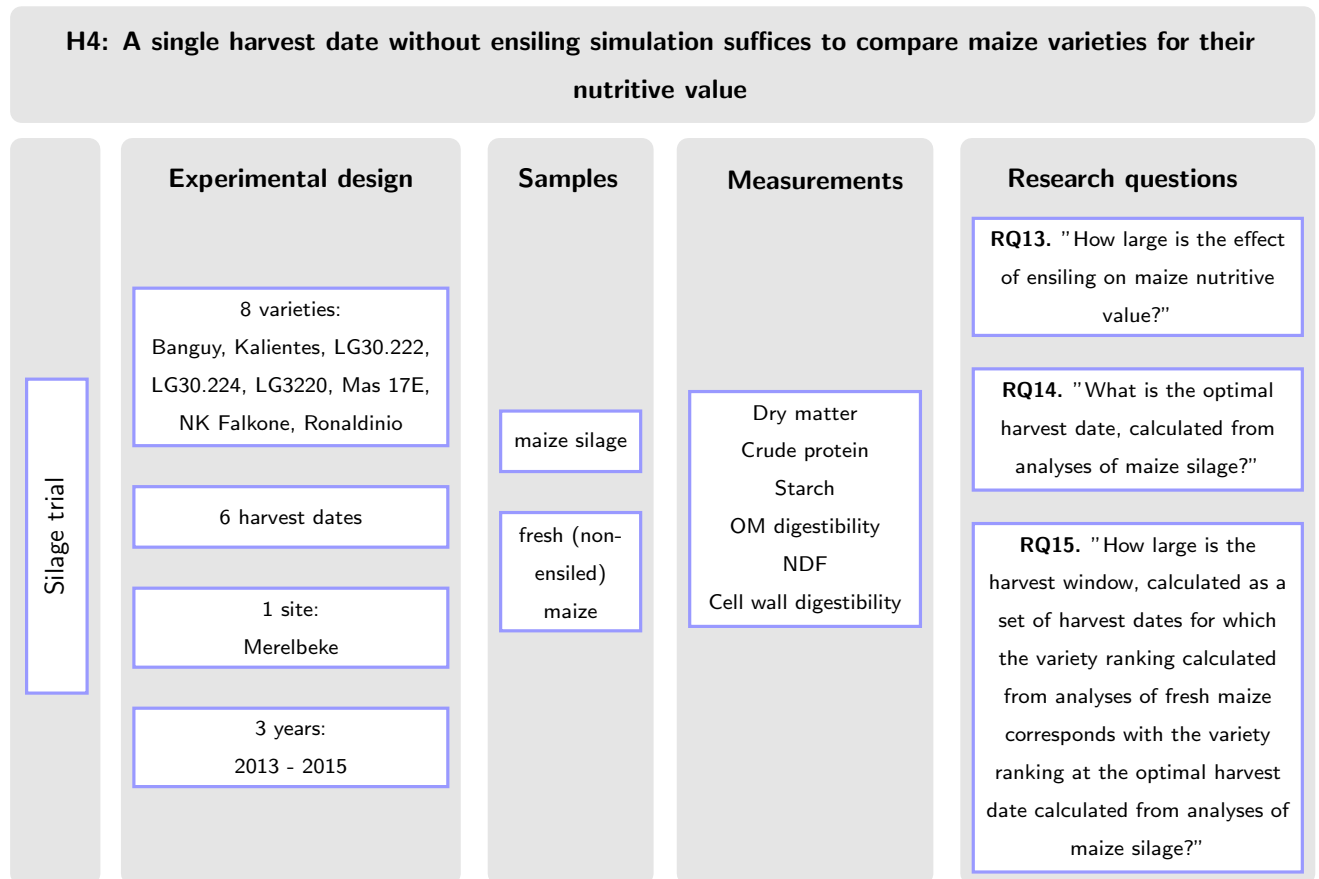 H4: A single harvest date without ensiling simulation suffices to compare maize varieties for their
nutritive value
Silage trial
Experimental design
8 varieties:
Banguy, Kalientes, LG30.222,
LG30.224, LG3220, Mas 17E,
NK Falkone, Ronaldinio
6 harvest dates
1 site:
Merelbeke
3 years:
2013 - 2015
Samples
maize silage
fresh (non-
ensiled)
maize
Measurements
Dry matter
Crude protein
Starch
OM digestibility
NDF
Cell wall digestibility
Research questions
RQ13. ”How large is the effect
of ensiling on maize nutritive
value?”
RQ14. ”What is the optimal
harvest date, calculated from
analyses of maize silage?”
RQ15. ”How large is the
harvest window, calculated as a
set of harvest dates for which
the variety ranking calculated
from analyses of fresh maize
corresponds with the variety
ranking at the optimal harvest
date calculated from analyses of
maize silage?”